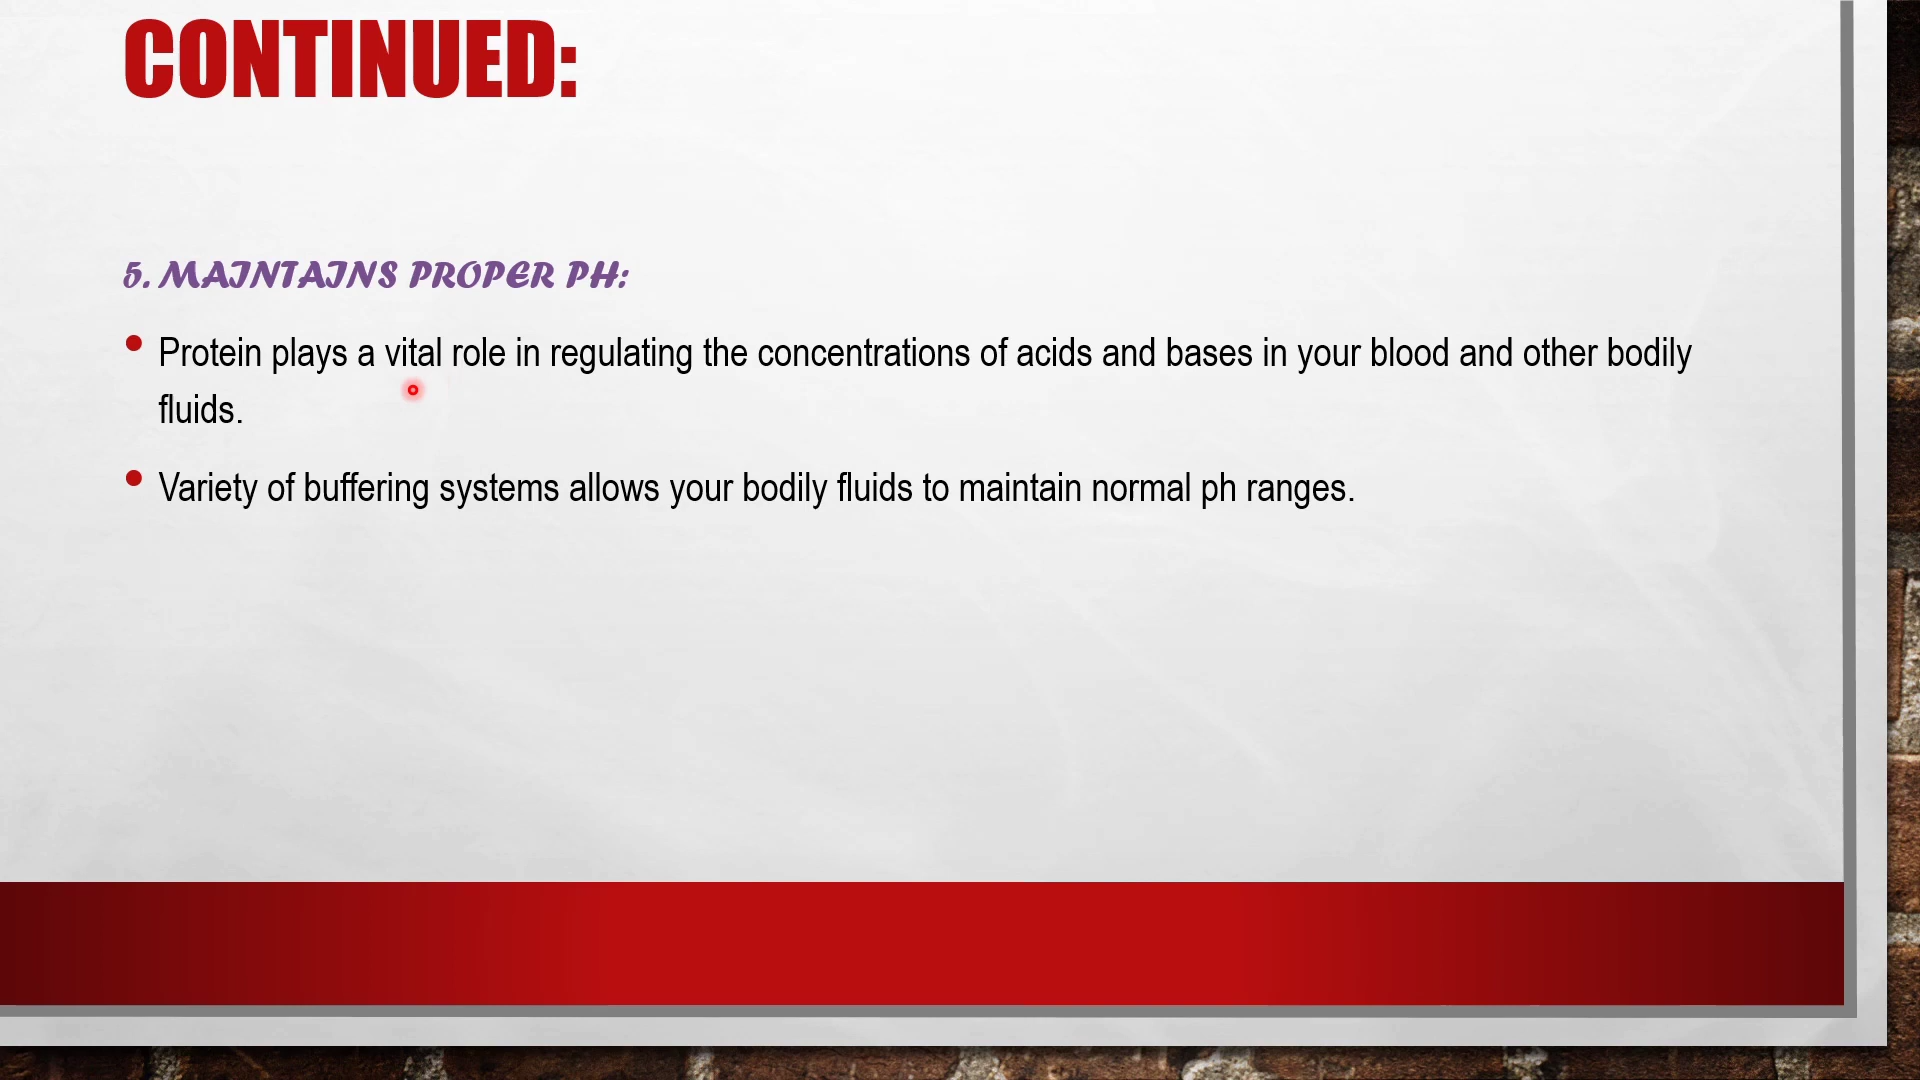 CONTINUED:
5. MAINTAINS PROPER PH:
• Protein plays a vital role in regulating the concentrations of acids and bases in your blood and other bodily
fluids.
• Variety of buffering systems allows your bodily fluids to maintain normal ph ranges.